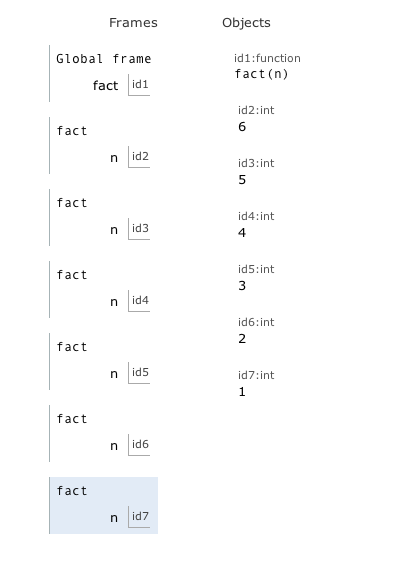 Frames
Objects
Global frame
fact id1
fact
n id2
fact
n id3
fact
n id4
fact
n id5
fact
n id6
fact
n id7
id1:function
fact(n)
id2:int
6
id3:int
5
id4:int
4
id5:int
3
id6:int
2
id7:int
1